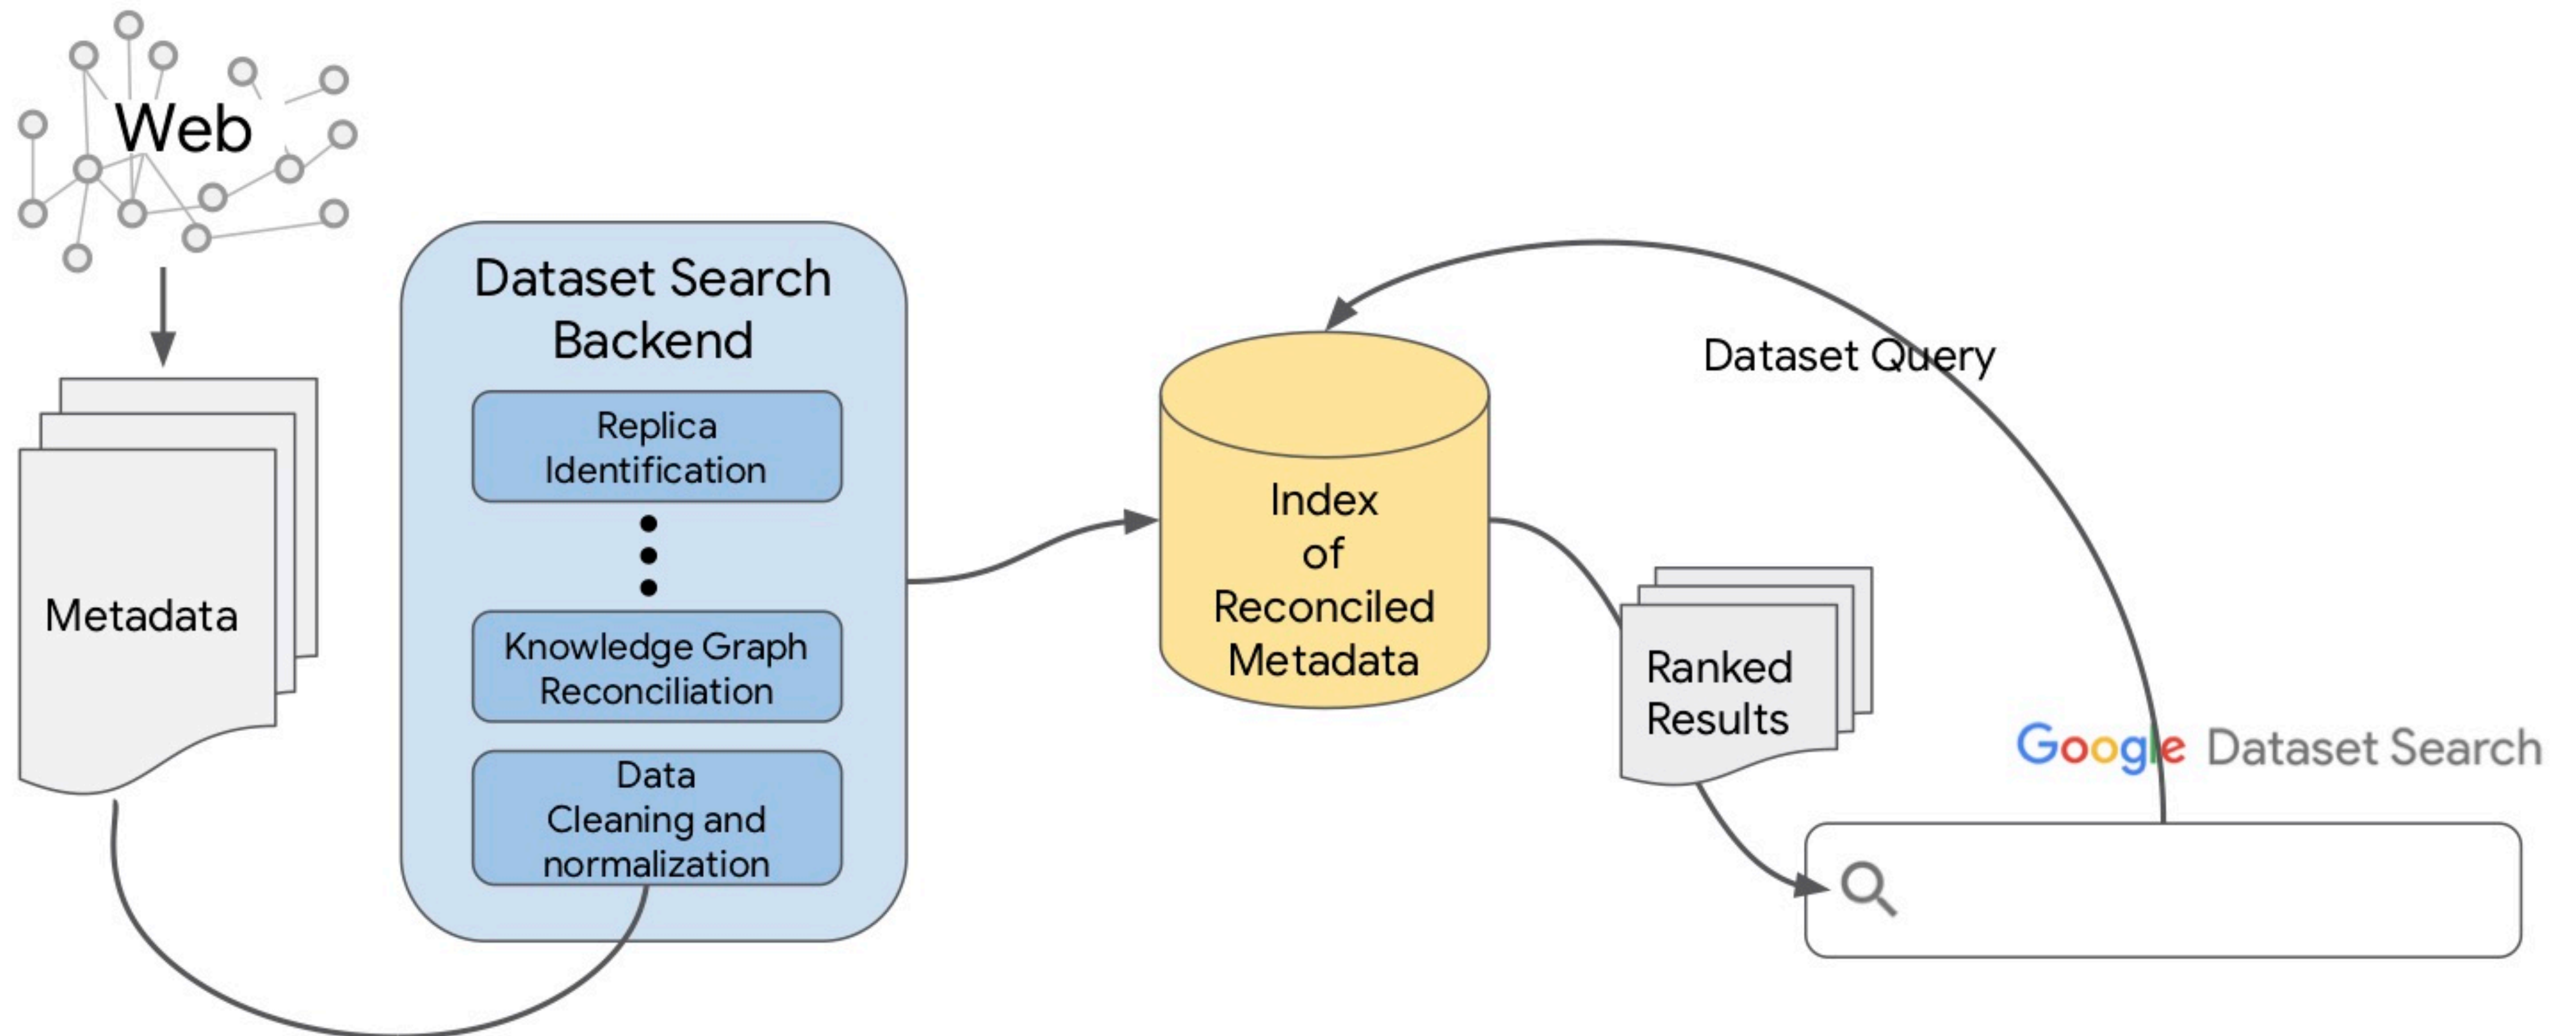 Web
Metadata
Dataset Search
Backend
Replica
Identification
Knowledge Graph
Reconciliation
Data
Cleaning and
normalization
Index
of
Reconciled
Metadata
Dataset Query
Ranked
Results
Google Dataset Search